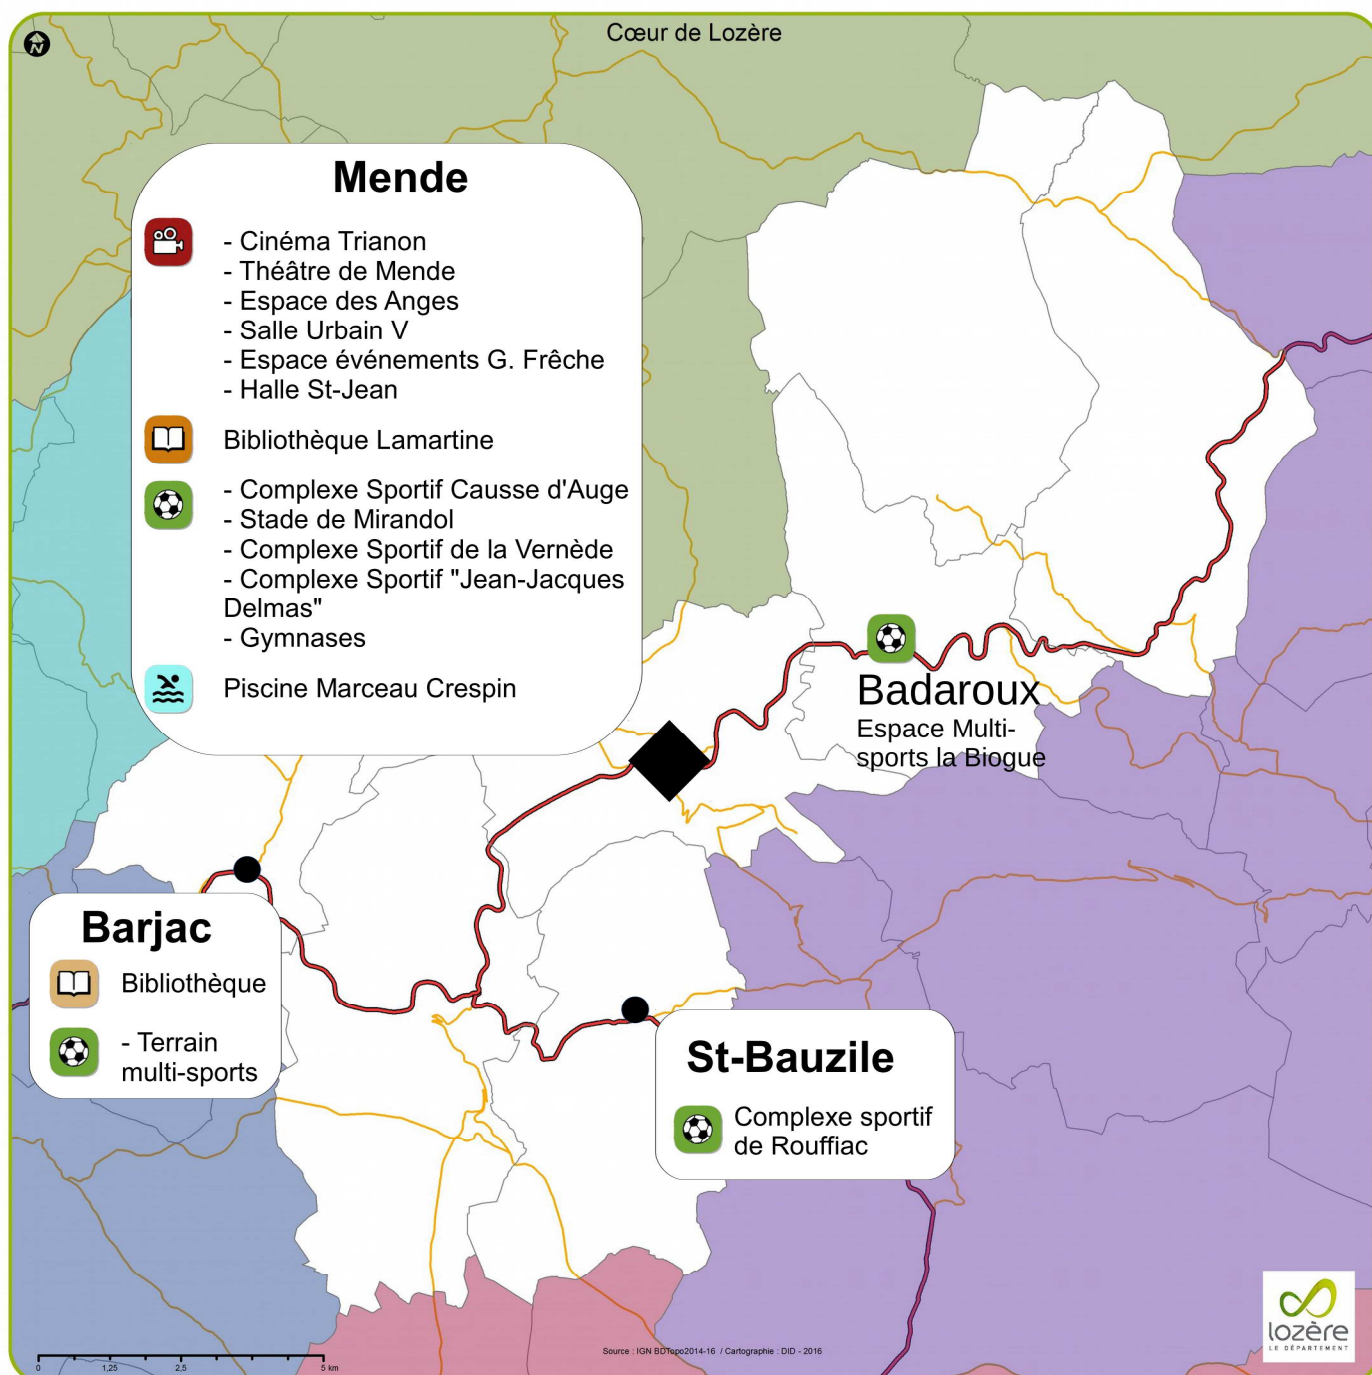 Cœur de Lozère
N
Mende
- Cinéma Trianon
- Théâtre de Mende
- Espace des Anges
- Salle Urbain V
- Espace événements G. Frêche
- Halle St-Jean
Bibliothèque Lamartine
- Complexe Sportif Causse d'Auge
- Stade de Mirandol
- Complexe Sportif de la Vernède
- Complexe Sportif "Jean-Jacques
Delmas"
- Gymnases
Piscine Marceau Crespin
Badaroux
Espace Multi-
sports la Biogue
Barjac
Bibliothèque
- Terrain
multi-sports
St-Bauzile
Complexe sportif
de Rouffiac
0 1,25 2,5 5 km
Source : IGN BDTopo2014-16 / Cartographie : DID - 2016
lozère
LE DÉPARTEMENT